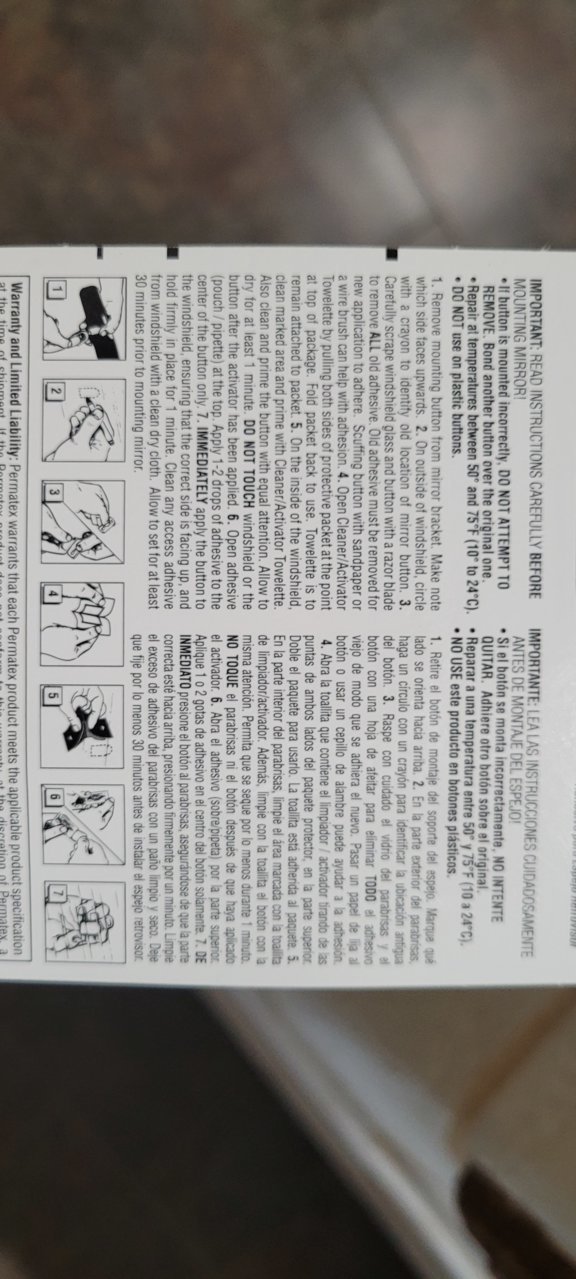 IMPORTANT: READ INSTRUCTIONS CAREFULLY BEFORE
MOUNTING MIRROR!
• If button is mounted incorrectly, DO NOT ATTEMPT TO
REMOVE. Bond another button over the original one.
• Repair at temperatures between 50° and 75°F (10° to 24°C).
• DO NOT use on plastic buttons.
1. Remove mounting button from mirror bracket. Make note
which side faces upwards. 2. On outside of windshield, circle
with a crayon to identify old location of mirror button. 3.
Carefully scrape windshield glass and button with a razor blade
to remove ALL old adhesive. Old adhesive must be removed for
new application to adhere. Scuffing button with sandpaper or
a wire brush can help with adhesion. 4. Open Cleaner/Activator
Towelette by pulling both sides of protective packet at the point
at top of package. Fold packet back to use. Towelette is to
remain attached to packet. 5. On the inside of the windshield,
clean marked area and prime with Cleaner/Activator Towelette.
Also clean and prime the button with equal attention. Allow to
dry for at least 1 minute. DO NOT TOUCH windshield or the
button after the activator has been applied. 6. Open adhesive
(pouch / pipette) at the top. Apply 1-2 drops of adhesive to the
center of the button only. 7. IMMEDIATELY apply the button to
the windshield, ensuring that the correct side is facing up, and
hold firmly in place for 1 minute. Clean any access adhesive
from windshield with a clean dry cloth. Allow to set for at least
30 minutes prior to mounting mirror.
IMPORTANTE: LEA LAS INSTRUCCIONES CUIDADOSAMENTE
ANTES DE MONTAJE DEL ESPEJO!
• Si el botón se monta incorrectamente, NO INTENTE
QUITAR. Adhiere otro botón sobre el original.
• Reparar a una temperatura entre 50° y 75°F (10 a 24°C).
• NO USE este producto en botones plásticos.
1. Retire el botón de montaje del soporte del espejo. Marque qué
lado se orienta hacia arriba. 2. En la parte exterior del parabrisas,
haga un círculo con un crayón para identificar la ubicación antigua
del botón. 3. Raspe con cuidado el vidrio del parabrisas y el
botón con una hoja de afeitar para eliminar TODO el adhesivo
viejo de modo que se adhiera el nuevo. Pasar un papel de lija al
botón o usar un cepillo de alambre puede ayudar a la adhesión.
4. Abra la toallita que contiene el limpiador / activador tirando de las
puntas de ambos lados del paquete protector, en la parte superior.
Doble el paquete para usarlo. La toallita está adherida al paquete. 5.
En la parte interior del parabrisas, limpie el área marcada con la toallita
de limpiador/activador. Además, limpie con la toallita el botón con la
misma atención. Permita que se seque por lo menos durante 1 minuto.
NO TOQUE el parabrisas ni el botón después de que haya aplicado
el activador. 6. Abra el adhesivo (sobre/pipeta) por la parte superior.
Aplique 1 o 2 gotas de adhesivo en el centro del botón solamente. 7. DE
INMEDIATO presione el botón al parabrisas, asegurándose de que la parte
correcta esté hacia arriba, presionando firmemente por un minuto. Limpie
el exceso de adhesivo del parabrisas con un paño limpio y seco. Deje
que fije por lo menos 30 minutos antes de instalar el espejo retrovisor.
1 2 3 4 5 6 7
Warranty and Limited Liability: Permatex warrants that each Permatex product meets the applicable product specification
at the time of shipment. If the Permatex product does not conform to this warranty, at the discretion of Permatex, a